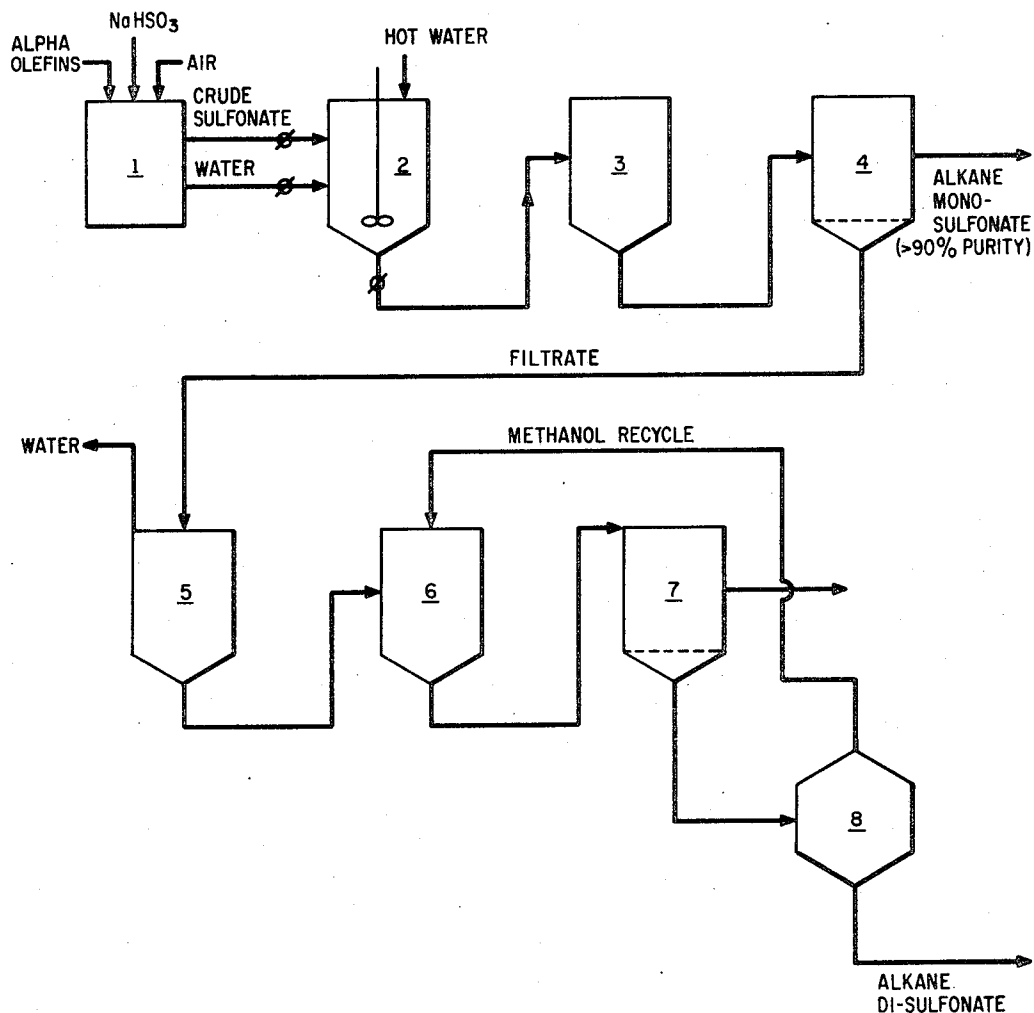 NaHSO3
ALPHA
OLEFINS
AIR
HOT WATER
CRUDE
SULFONATE
WATER
1
2
3
4
ALKANE
MONO-
SULFONATE
(>90% PURITY)
FILTRATE
WATER
METHANOL RECYCLE
5
6
7
8
ALKANE.
DI-SULFONATE